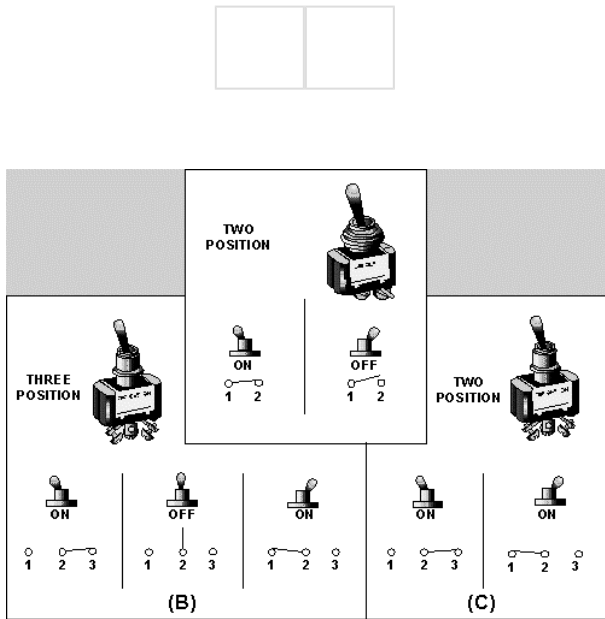 TWO
POSITION
ON
OFF
1 2
1 2
THREE
POSITION
TWO
POSITION
ON
OFF
ON
ON
ON
1 2 3
1 2 3
1 2 3
1 2 3
1 2 3
(B)
(C)